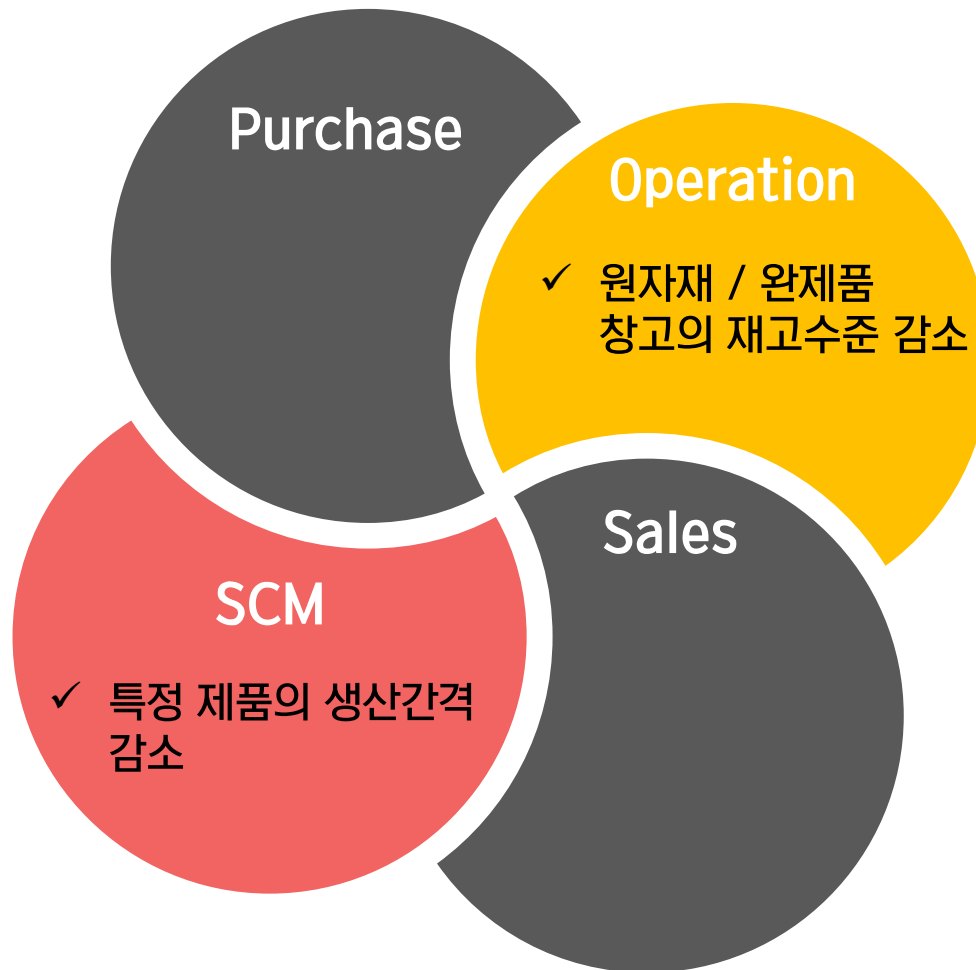 Purchase
Operation
✓ 원자재 / 완제품
창고의 재고수준 감소
Sales
SCM
✓ 특정 제품의 생산간격
감소